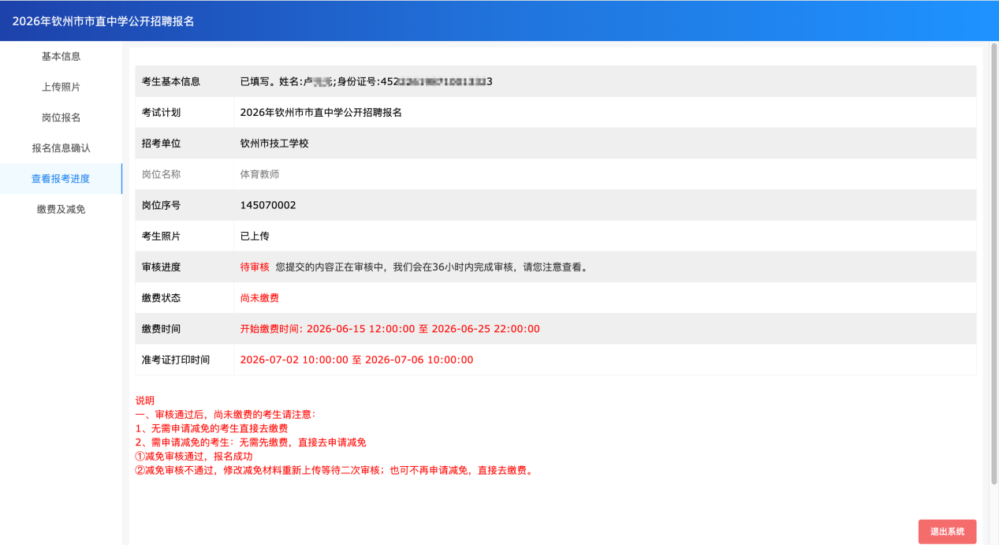 2026年钦州市市直中学公开招聘报名
基本信息
上传照片
岗位报名
报名信息确认
查看报考进度
缴费及减免
考生基本信息 已填写。姓名:卢;身份证号:452 3
考试计划 2026年钦州市市直中学公开招聘报名
招考单位 钦州市技工学校
岗位名称 体育教师
岗位序号 145070002
考生照片 已上传
审核进度 待审核 您提交的内容正在审核中，我们会在36小时内完成审核，请您注意查看。
缴费状态 尚未缴费
缴费时间 开始缴费时间：2026-06-15 12:00:00 至 2026-06-25 22:00:00
准考证打印时间 2026-07-02 10:00:00 至 2026-07-06 10:00:00
说明
一、审核通过后，尚未缴费的考生请注意：
1、无需申请减免的考生直接去缴费
2、需申请减免的考生：无需先缴费，直接去申请减免
①减免审核通过，报名成功
②减免审核不通过，修改减免材料重新上传等待二次审核；也可不再申请减免，直接去缴费。
退出系统